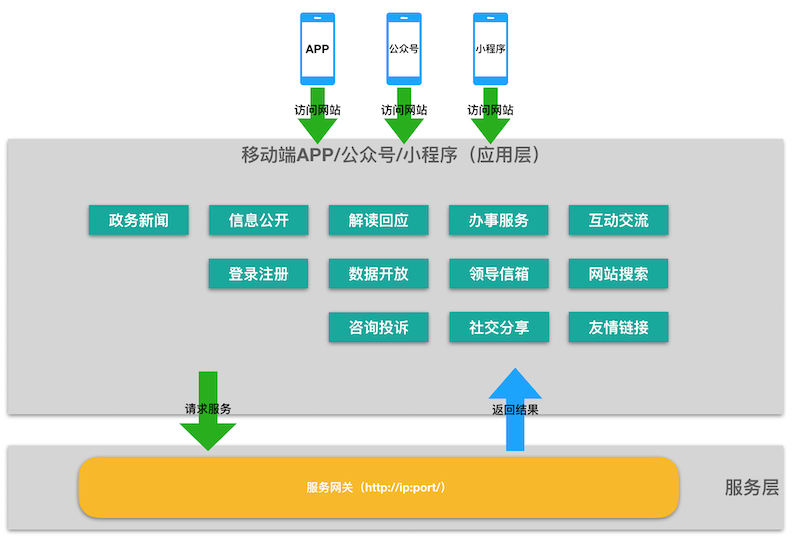 APP
公众号
小程序
访问网站
访问网站
访问网站
移动端APP/公众号/小程序（应用层）
政务新闻
信息公开
解读回应
办事服务
互动交流
登录注册
数据开放
领导信箱
网站搜索
咨询投诉
社交分享
友情链接
请求服务
返回结果
服务网关（http://ip:port/）
服务层